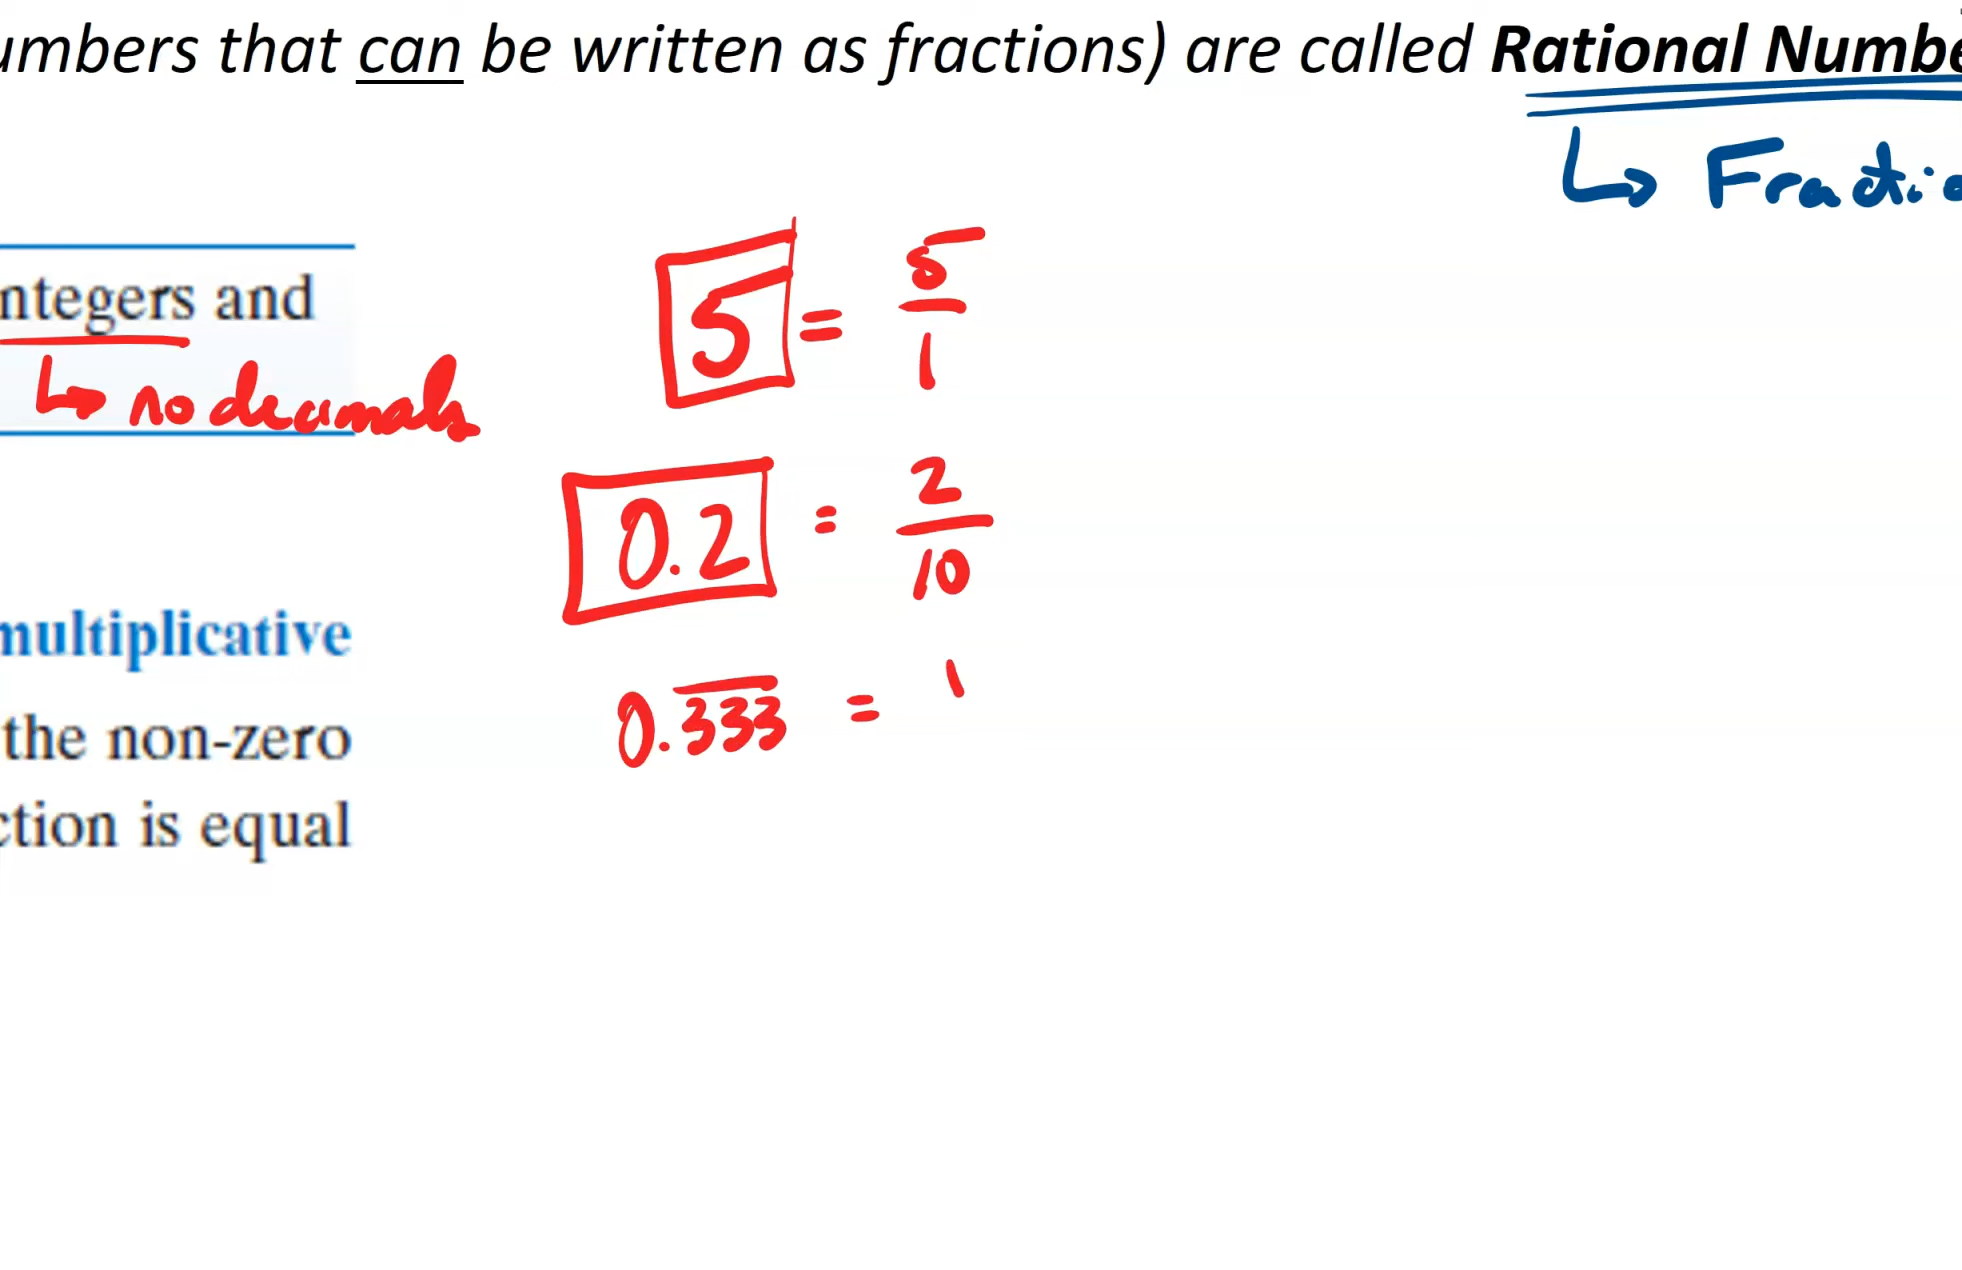 umbers that can be written as fractions) are called Rational Numbe
↳ Fractio
ntegers and
↳ no decimals
5 = 5/1
0.2 = 2/10
multiplicative
0.333 = 1
the non-zero
ction is equal